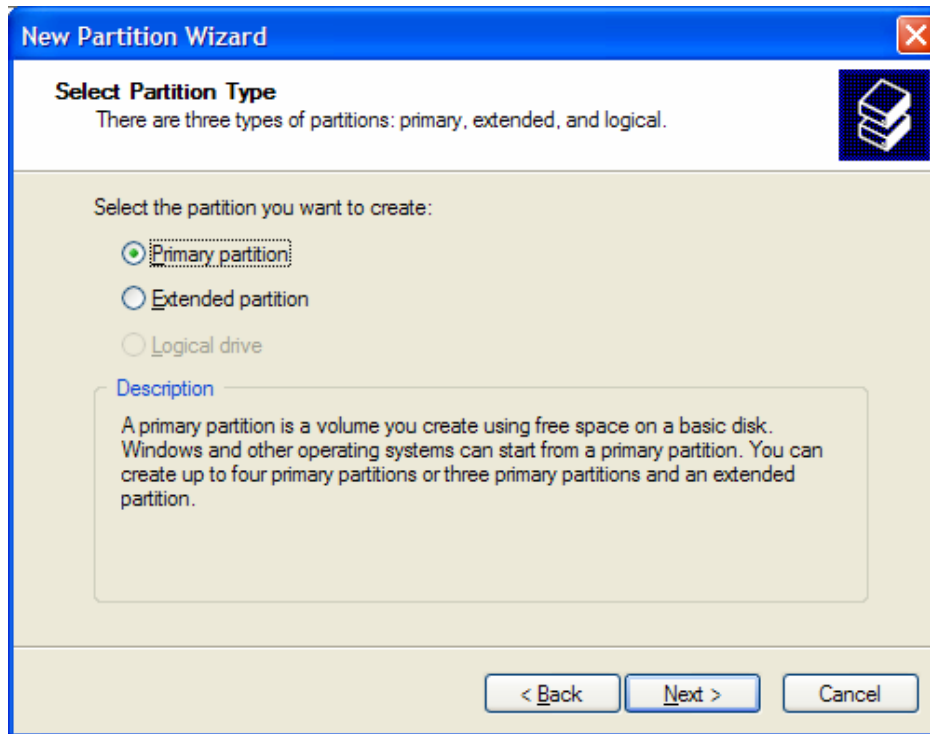 New Partition Wizard
Select Partition Type
There are three types of partitions: primary, extended, and logical.
Select the partition you want to create:
Primary partition
Extended partition
Logical drive
Description
A primary partition is a volume you create using free space on a basic disk.
Windows and other operating systems can start from a primary partition. You can
create up to four primary partitions or three primary partitions and an extended
partition.
< Back
Next >
Cancel